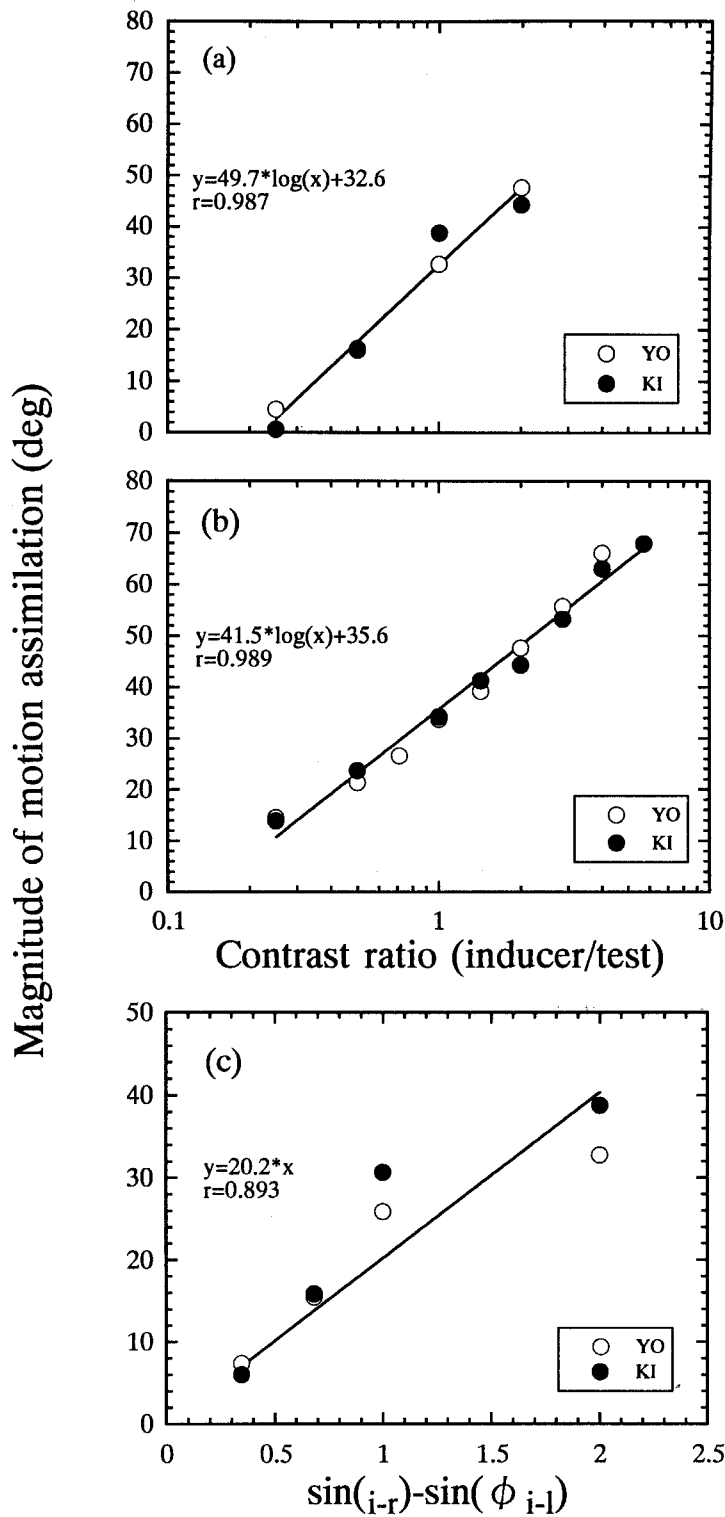 Magnitude of motion assimilation (deg)
80
70
60
50
40
30
20
10
0
(a)
y=49.7*log(x)+32.6
r=0.987
YO
KI
80
70
60
50
40
30
20
10
0
(b)
y=41.5*log(x)+35.6
r=0.989
YO
KI
0.1 1 10
Contrast ratio (inducer/test)
50
40
30
20
10
0
(c)
y=20.2*x
r=0.893
YO
KI
0 0.5 1 1.5 2 2.5
sin(i-r)-sin(ϕ i-l)